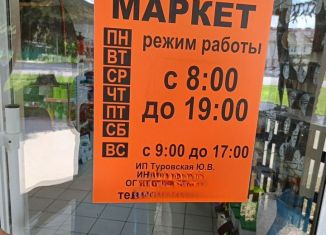 МАРКЕТ
ПН
ВТ
СР
ЧТ
ПТ
СБ
ВС
режим работы
с 8:00
до 19:00
с 9:00 до 17:00
ИП Туровская Ю.В.